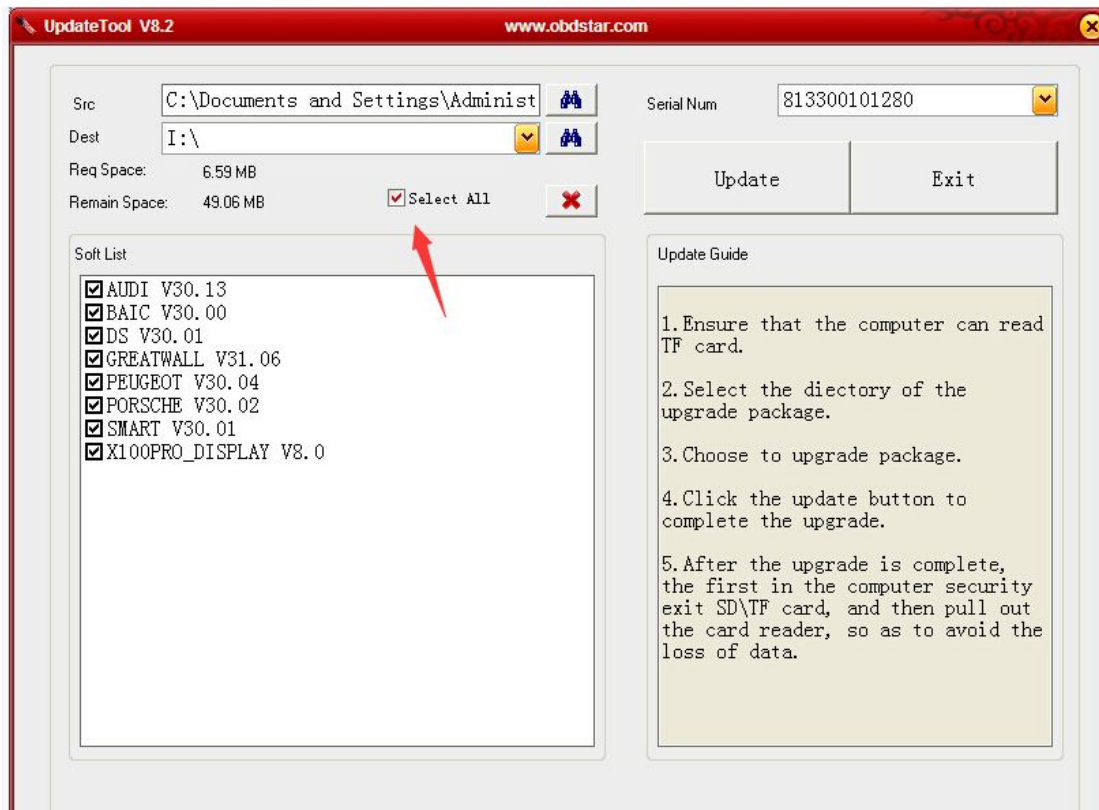 UpdateTool V8.2
www.obdstar.com
Src
C:\Documents and Settings\Administ
Serial Num
813300101280
Dest
I:\
Req Space:
6.59 MB
Remain Space:
49.06 MB
Select All
Update
Exit
Soft List
AUDI V30.13
BAIC V30.00
DS V30.01
GREATWALL V31.06
PEUGEOT V30.04
PORSCHE V30.02
SMART V30.01
X100PRO_DISPLAY V8.0
Update Guide
1.Ensure that the computer can read
TF card.
2.Select the diectory of the
upgrade package.
3.Choose to upgrade package.
4.Click the update button to
complete the upgrade.
5.After the upgrade is complete,
the first in the computer security
exit SD\TF card, and then pull out
the card reader, so as to avoid the
loss of data.